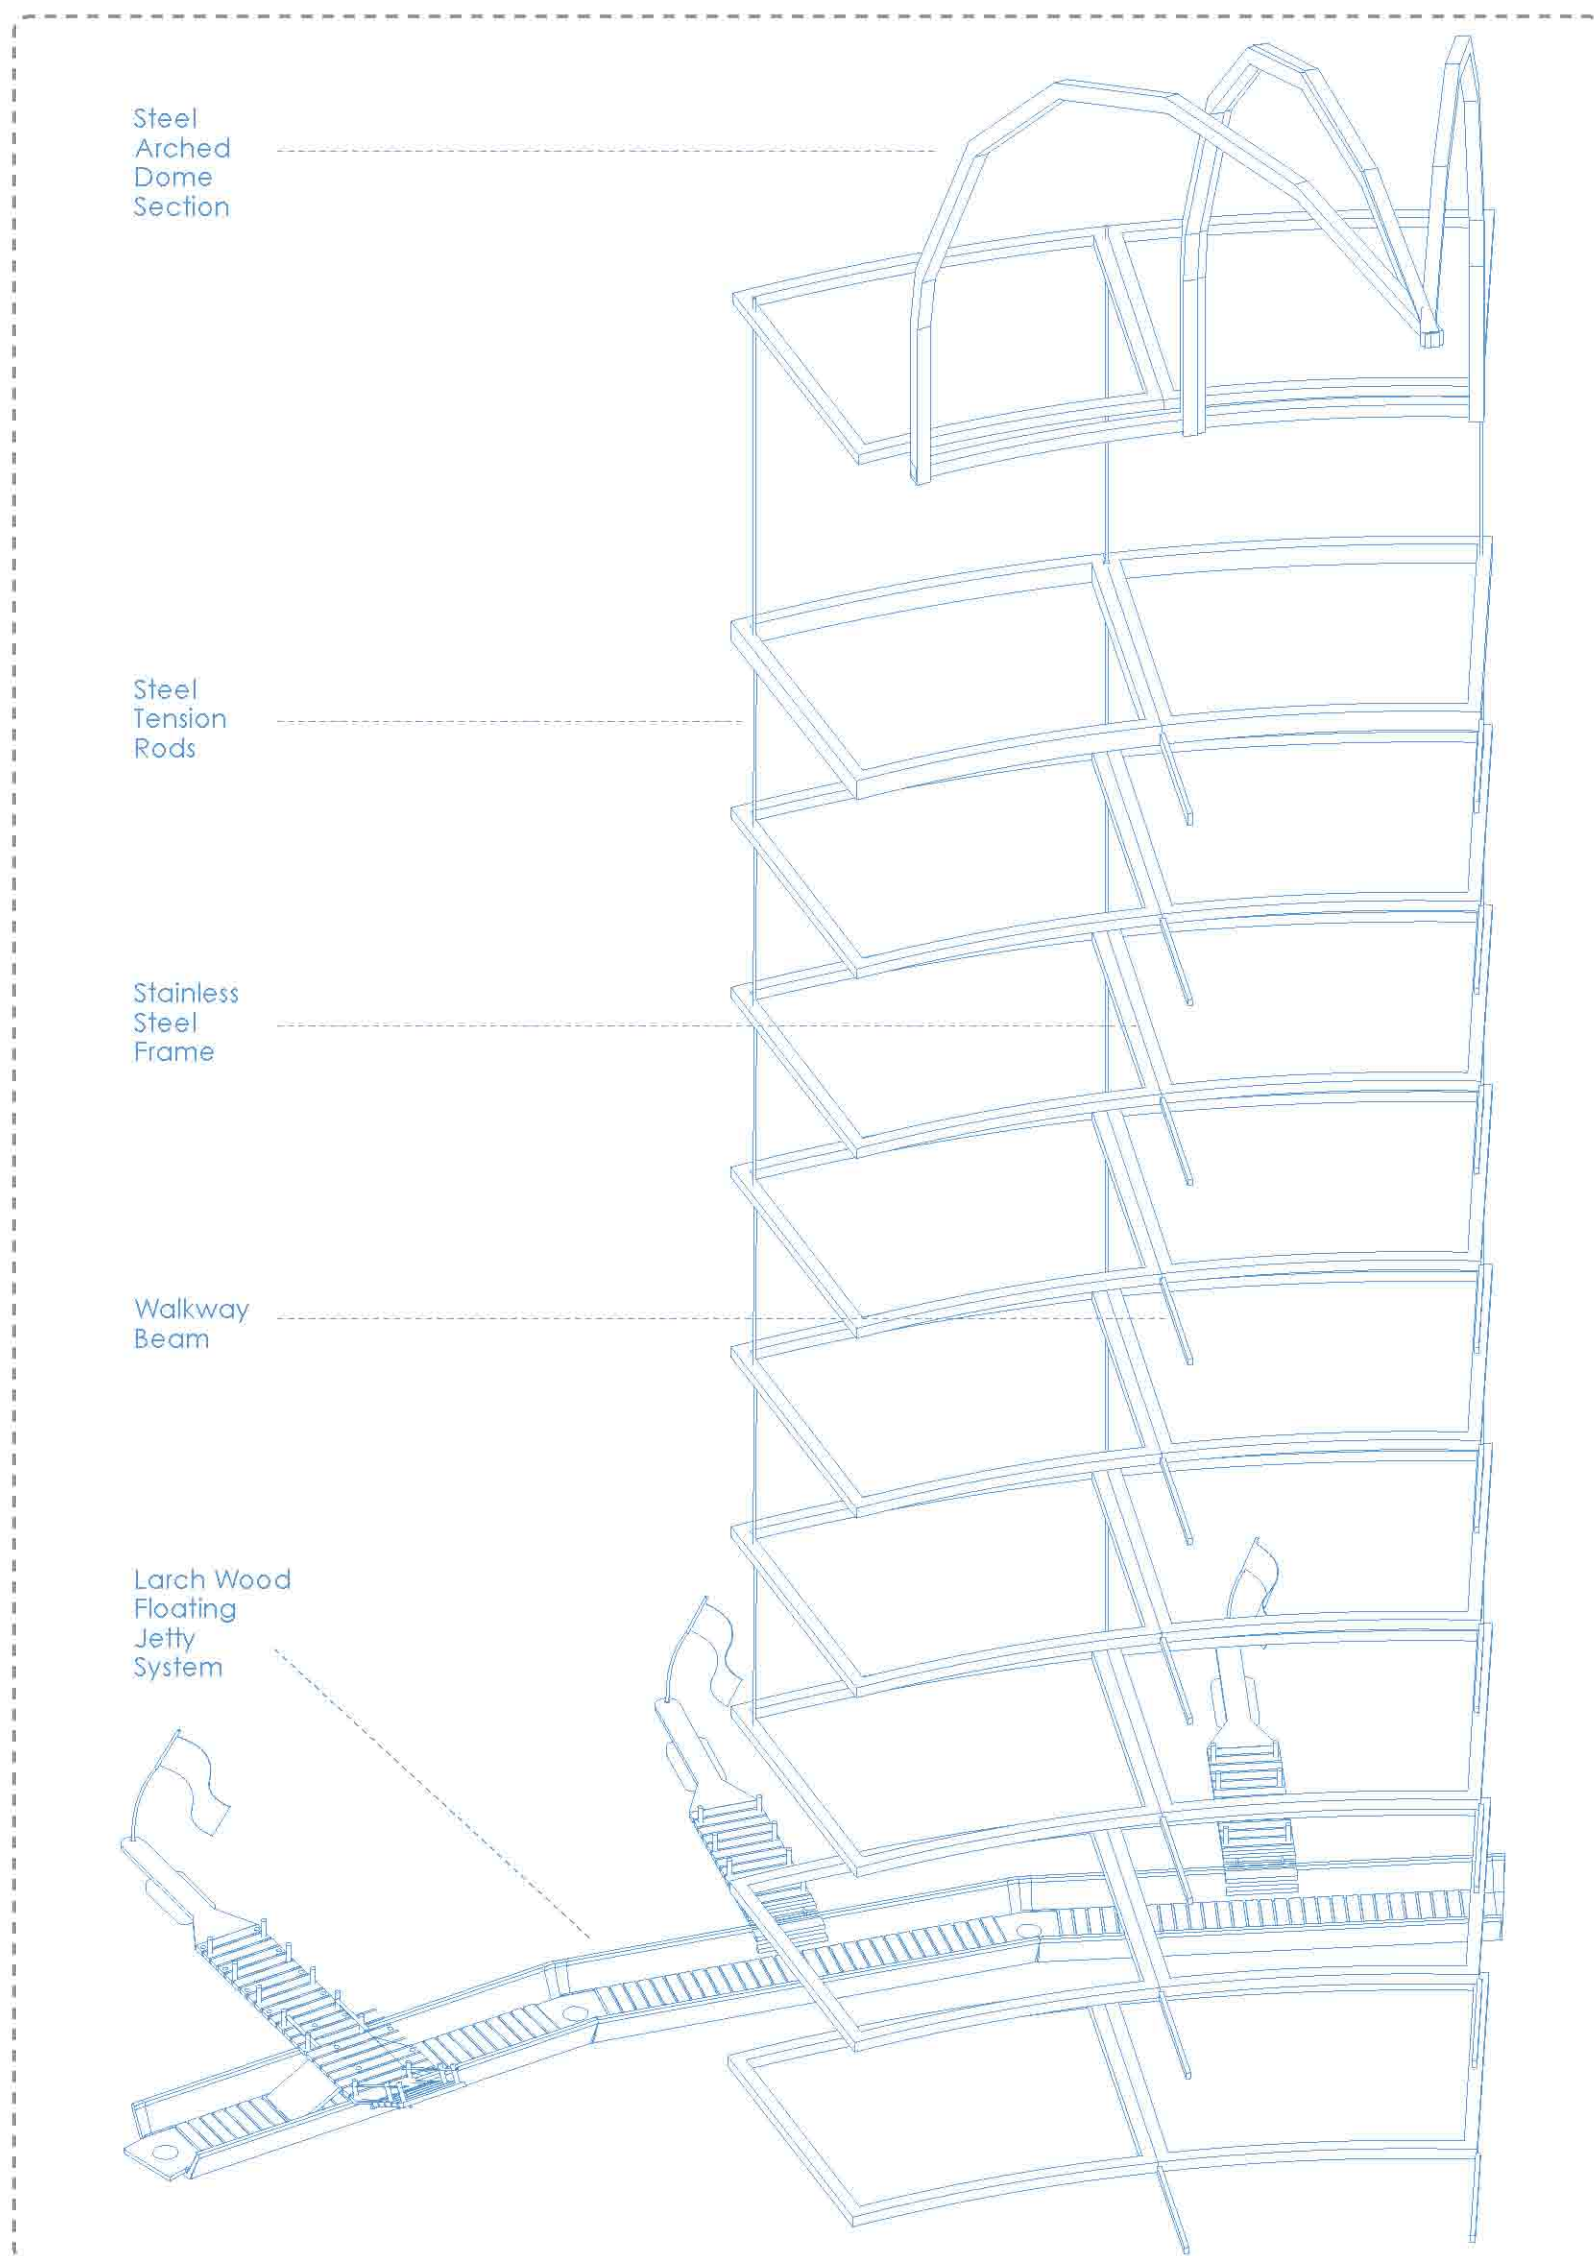 Steel
Arched
Dome
Section
Steel
Tension
Rods
Stainless
Steel
Frame
Walkway
Beam
Larch Wood
Floating
Jetty
System